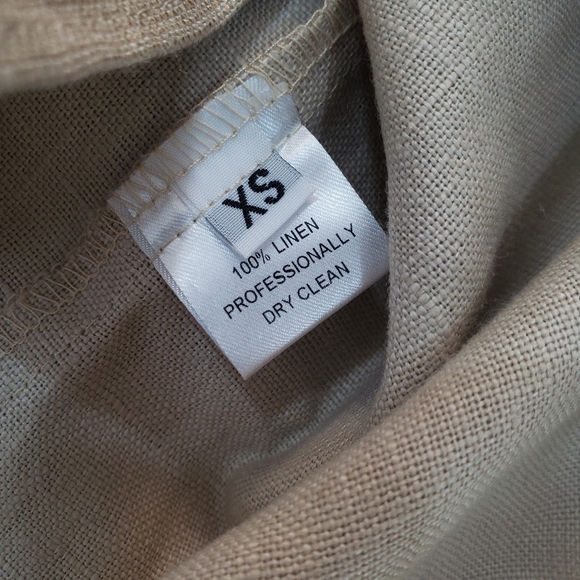 XS
100% LINEN
PROFESSIONALLY
DRY CLEAN